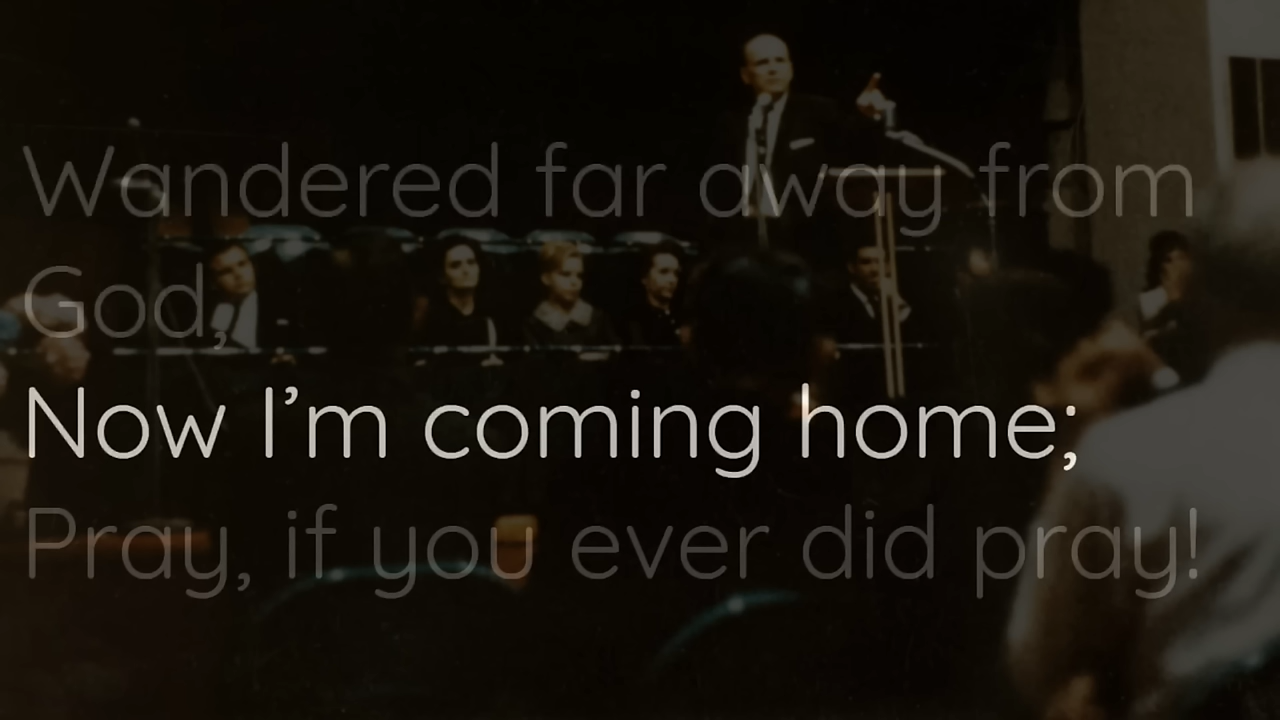 Wandered far away from
God,
Now I’m coming home;
Pray, if you ever did pray!